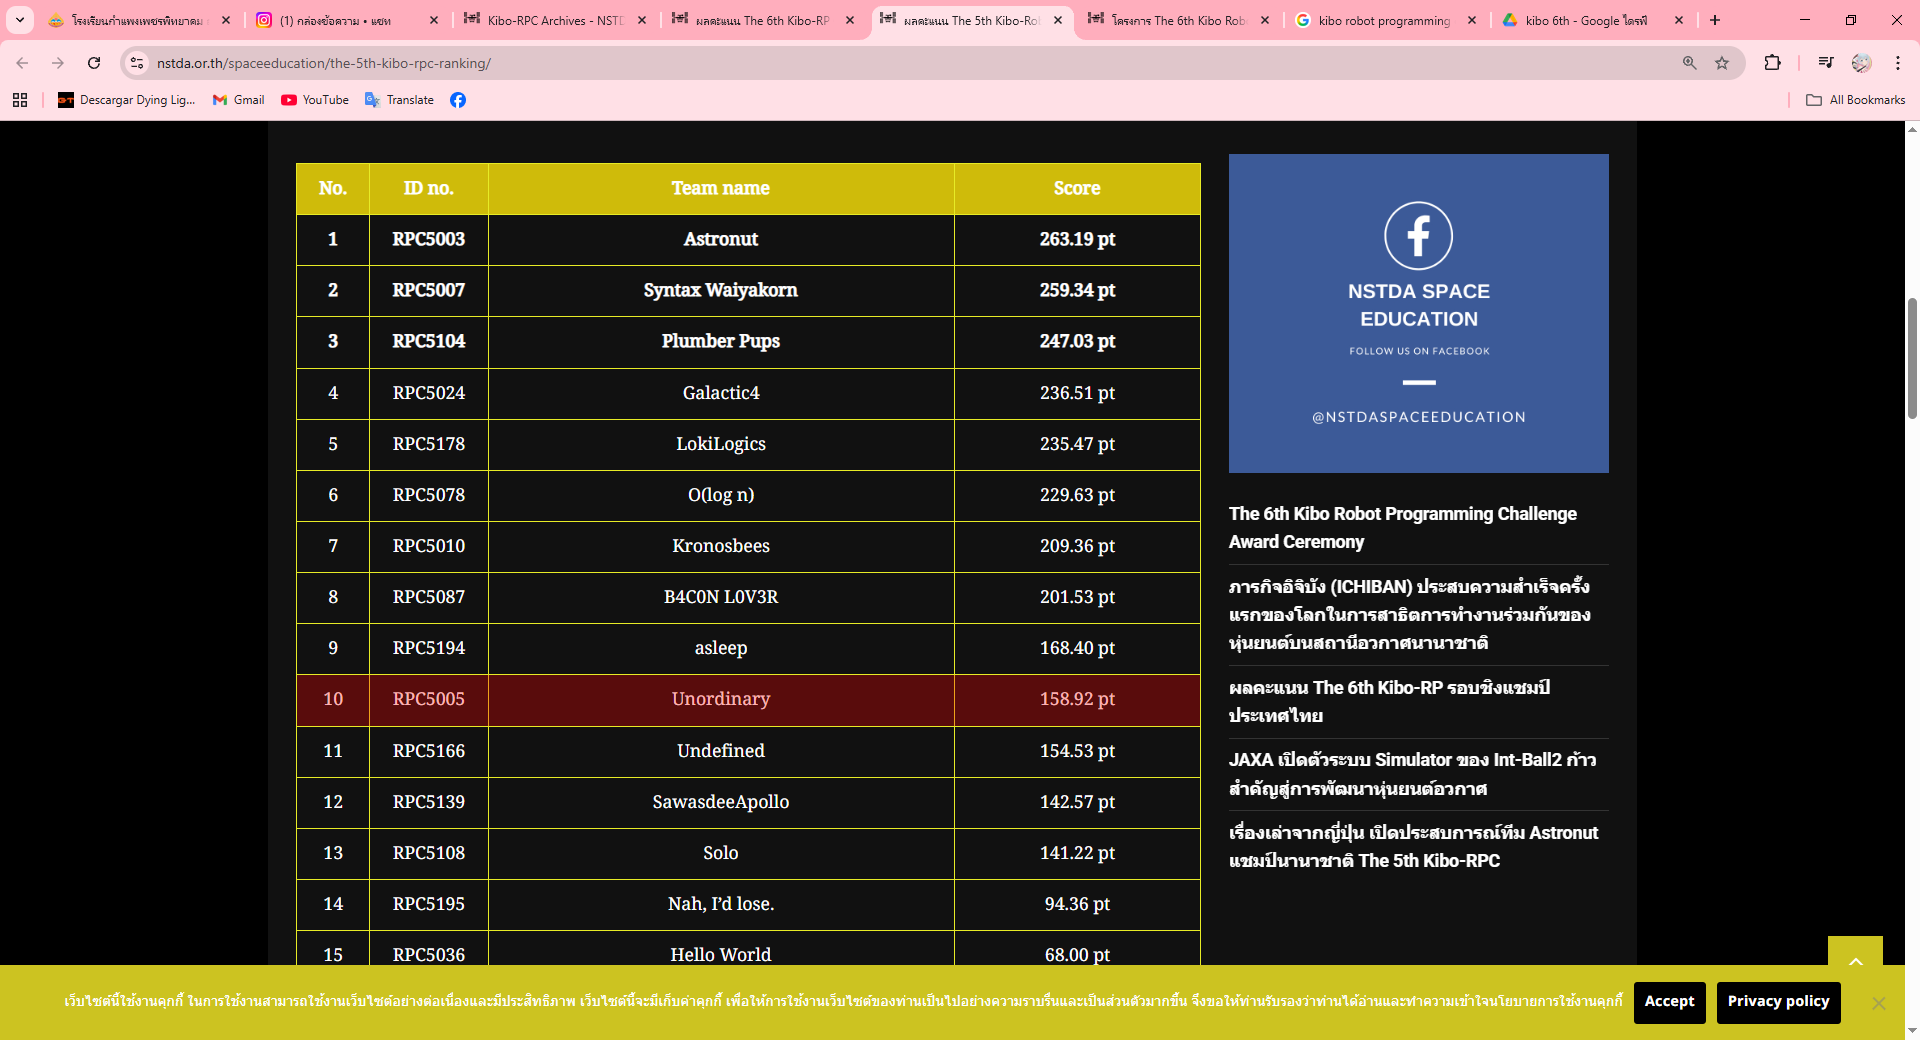 โรงเรียนกำแพงเพชรพิทยาคม
(1) กล่องข้อความ • แชท
Kibo-RPC Archives - NSTD
ผลคะแนน The 6th Kibo-RP
ผลคะแนน The 5th Kibo-Ro
โครงการ The 6th Kibo Rob
kibo robot programming
kibo 6th - Google ไดรฟ์
nstda.or.th/spaceeducation/the-5th-kibo-rpc-ranking/
Descargar Dying Lig...
Gmail
YouTube
Translate
All Bookmarks
No. ID no. Team name Score
1 RPC5003 Astronut 263.19 pt
2 RPC5007 Syntax Waiyakorn 259.34 pt
3 RPC5104 Plumber Pups 247.03 pt
4 RPC5024 Galactic4 236.51 pt
5 RPC5178 LokiLogics 235.47 pt
6 RPC5078 O(log n) 229.63 pt
7 RPC5010 Kronosbees 209.36 pt
8 RPC5087 B4C0N L0V3R 201.53 pt
9 RPC5194 asleep 168.40 pt
10 RPC5005 Unordinary 158.92 pt
11 RPC5166 Undefined 154.53 pt
12 RPC5139 SawasdeeApollo 142.57 pt
13 RPC5108 Solo 141.22 pt
14 RPC5195 Nah, I’d lose. 94.36 pt
15 RPC5036 Hello World 68.00 pt
NSTDA SPACE
EDUCATION
FOLLOW US ON FACEBOOK
@NSTDASPACEEDUCATION
The 6th Kibo Robot Programming Challenge
Award Ceremony
ภารกิจอิจิบัง (ICHIBAN) ประสบความสำเร็จครั้ง
แรกของโลกในการสาธิตการทำงานร่วมกันของ
หุ่นยนต์บนสถานีอวกาศนานาชาติ
ผลคะแนน The 6th Kibo-RP รอบชิงแชมป์
ประเทศไทย
JAXA เปิดตัวระบบ Simulator ของ Int-Ball2 ก้าว
สำคัญสู่การพัฒนาหุ่นยนต์อวกาศ
เรื่องเล่าจากญี่ปุ่น เปิดประสบการณ์ทีม Astronut
แชมป์นานาชาติ The 5th Kibo-RPC
เว็บไซต์นี้ใช้งานคุกกี้ ในการใช้งานสามารถใช้งานเว็บไซต์อย่างต่อเนื่องและมีประสิทธิภาพ เว็บไซต์นี้จะมีเก็บค่าคุกกี้ เพื่อให้การใช้งานเว็บไซต์ของท่านเป็นไปอย่างความราบรื่นและเป็นส่วนตัวมากขึ้น จึงขอให้ท่านรับรองว่าท่านได้อ่านและทำความเข้าใจนโยบายการใช้งานคุกกี้
Accept
Privacy policy